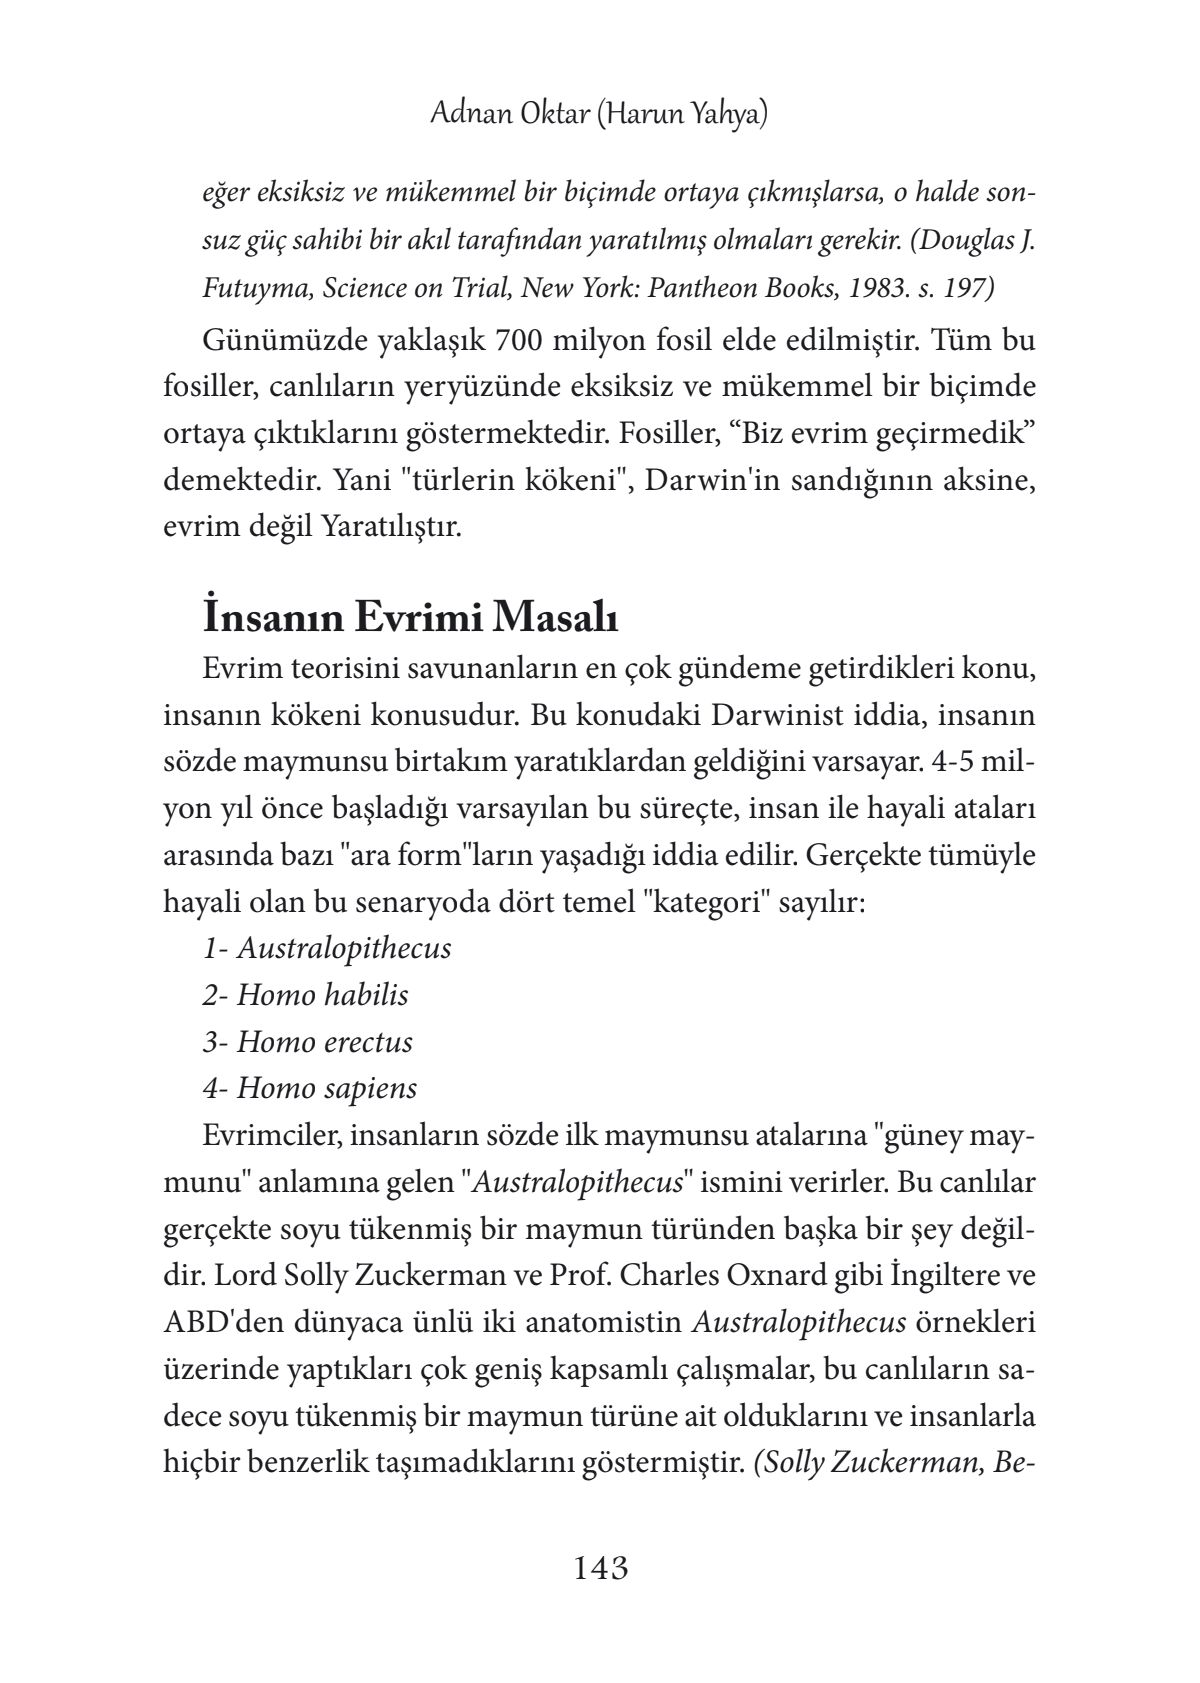 Adnan Oktar (Harun Yahya)
eğer eksiksiz ve mükemmel bir biçimde ortaya çıkmışlarsa, o halde son-
suz güç sahibi bir akıl tarafından yaratılmış olmaları gerekir. (Douglas J.
Futuyma, Science on Trial, New York: Pantheon Books, 1983. s. 197)
Günümüzde yaklaşık 700 milyon fosil elde edilmiştir. Tüm bu
fosiller, canlıların yeryüzünde eksiksiz ve mükemmel bir biçimde
ortaya çıktıklarını göstermektedir. Fosiller, “Biz evrim geçirmedik”
demektedir. Yani "türlerin kökeni", Darwin'in sandığının aksine,
evrim değil Yaratılıştır.
İnsanın Evrimi Masalı
Evrim teorisini savunanların en çok gündeme getirdikleri konu,
insanın kökeni konusudur. Bu konudaki Darwinist iddia, insanın
sözde maymunsu birtakım yaratıklardan geldiğini varsayar. 4-5 mil-
yon yıl önce başladığı varsayılan bu süreçte, insan ile hayali ataları
arasında bazı "ara form"ların yaşadığı iddia edilir. Gerçekte tümüyle
hayali olan bu senaryoda dört temel "kategori" sayılır:
1- Australopithecus
2- Homo habilis
3- Homo erectus
4- Homo sapiens
Evrimciler, insanların sözde ilk maymunsu atalarına "güney may-
munu" anlamına gelen "Australopithecus" ismini verirler. Bu canlılar
gerçekte soyu tükenmiş bir maymun türünden başka bir şey değil-
dir. Lord Solly Zuckerman ve Prof. Charles Oxnard gibi İngiltere ve
ABD'den dünyaca ünlü iki anatomistin Australopithecus örnekleri
üzerinde yaptıkları çok geniş kapsamlı çalışmalar, bu canlıların sa-
dece soyu tükenmiş bir maymun türüne ait olduklarını ve insanlarla
hiçbir benzerlik taşımadıklarını göstermiştir. (Solly Zuckerman, Be-
143